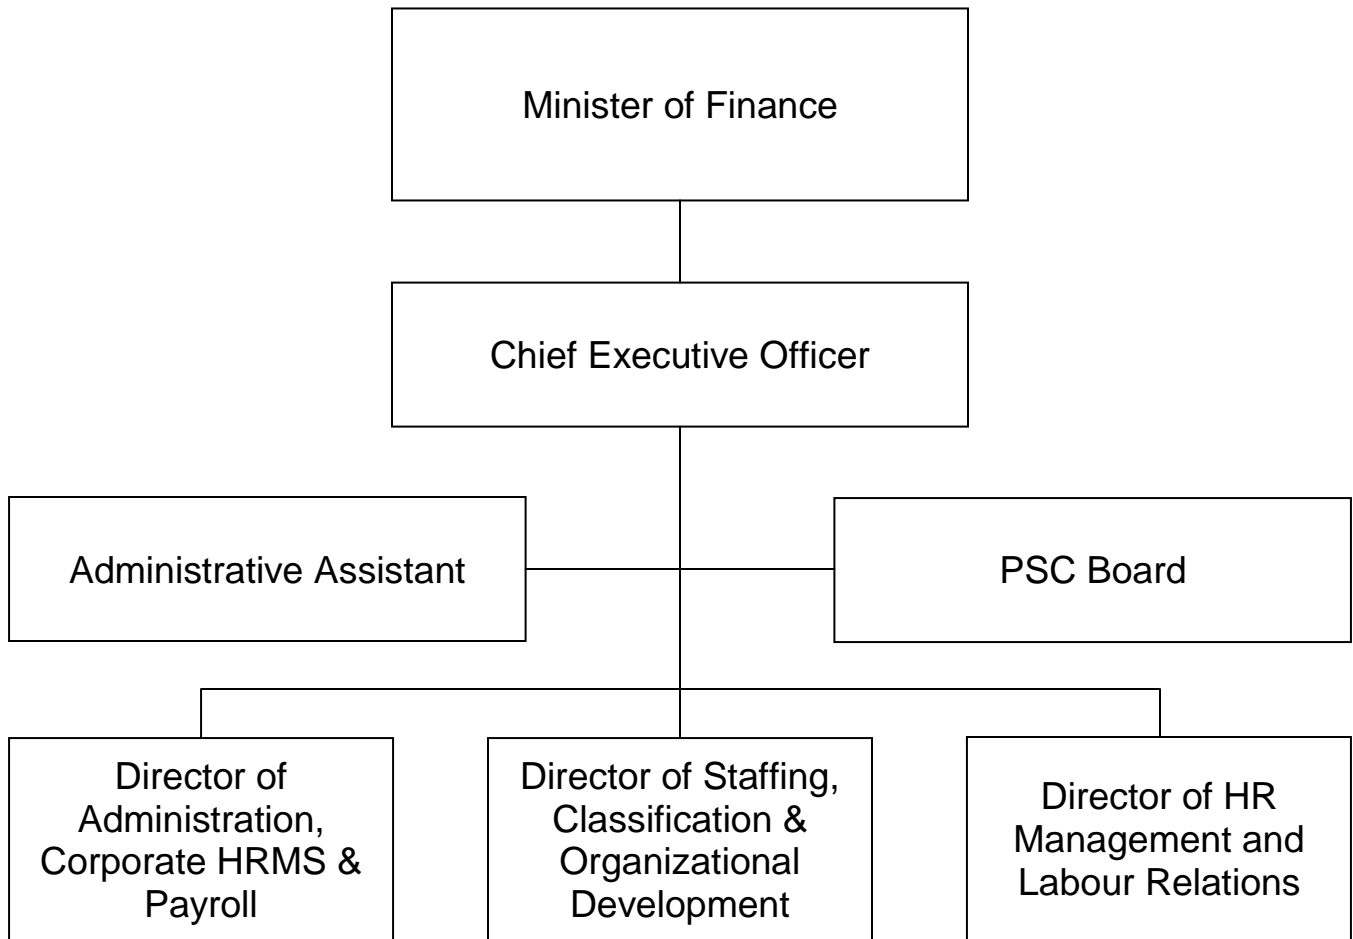 Minister of Finance
Chief Executive Officer
Administrative Assistant
PSC Board
Director of
Administration,
Corporate HRMS &
Payroll
Director of Staffing,
Classification &
Organizational
Development
Director of HR
Management and
Labour Relations